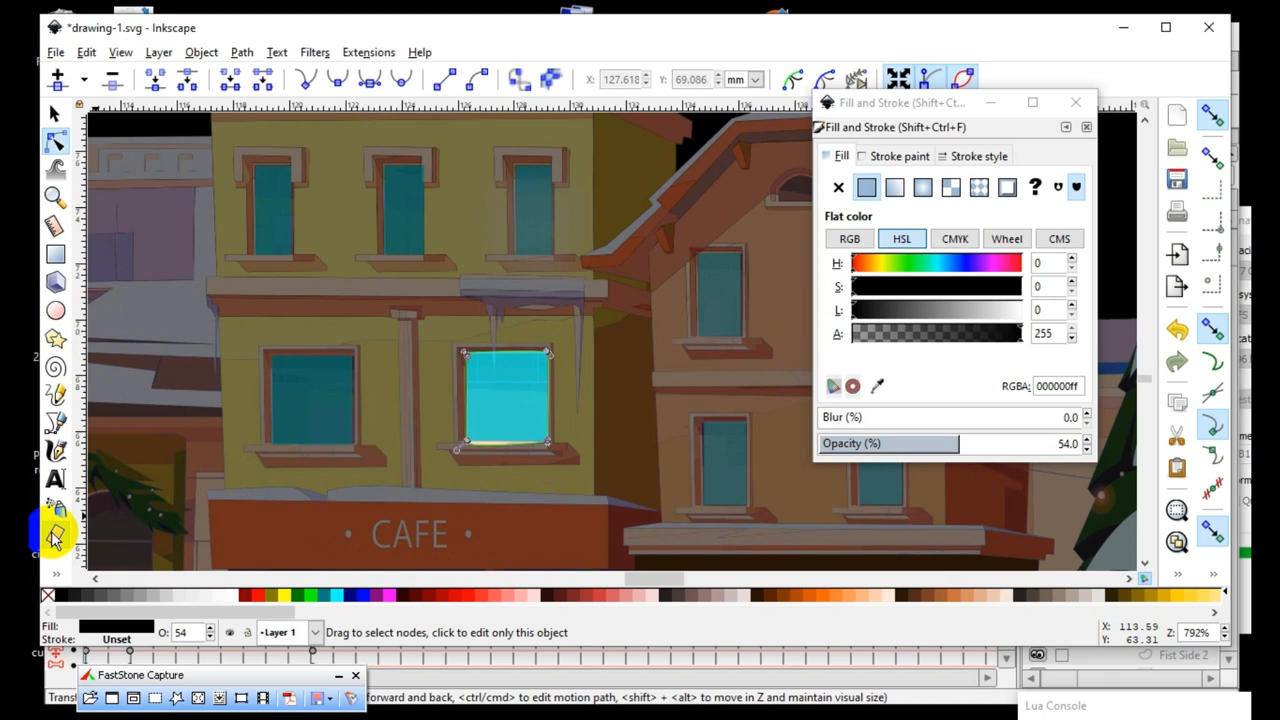 *drawing-1.svg - Inkscape
File Edit View Layer Object Path Text Filters Extensions Help
X: 127.618 Y: 69.086 mm
Fill and Stroke (Shift+Ct...
Fill and Stroke (Shift+Ctrl+F)
Fill Stroke paint Stroke style
Flat color
RGB HSL CMYK Wheel CMS
H: 0
S: 0
L: 0
A: 255
RGBA: 000000ff
Blur (%) 0.0
Opacity (%) 54.0
• CAFE •
Fill:
Stroke: Unset
O: 54
Layer 1
Drag to select nodes, click to edit only this object
X: 113.59
Y: 63.31
Z: 792%
Fist Side 2
FastStone Capture
Transf
forward and back, <ctrl/cmd> to edit motion path, <shift> + <alt> to move in Z and maintain visual size)
Lua Console